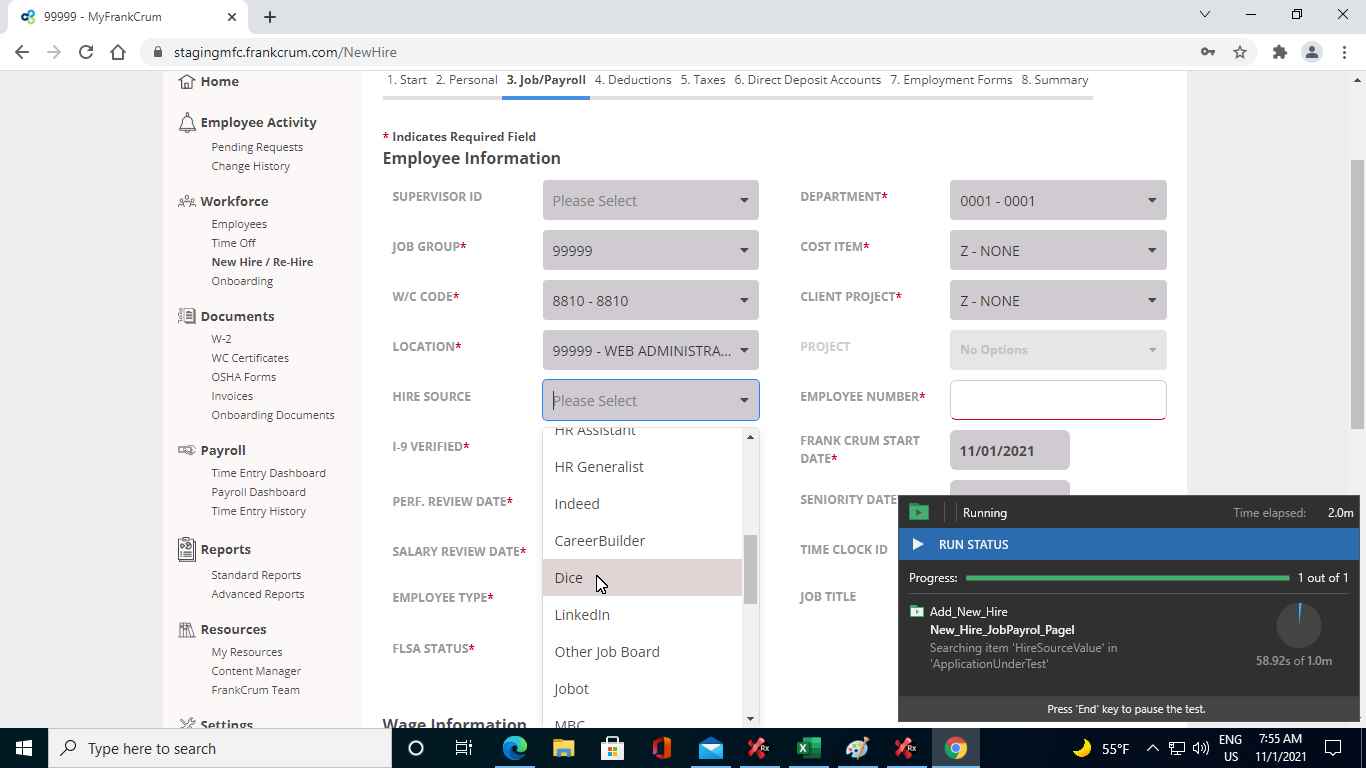 99999 - MyFrankCrum
stagingmfc.frankcrum.com/NewHire
Home
Employee Activity
Pending Requests
Change History
Workforce
Employees
Time Off
New Hire / Re-Hire
Onboarding
Documents
W-2
WC Certificates
OSHA Forms
Invoices
Onboarding Documents
Payroll
Time Entry Dashboard
Payroll Dashboard
Time Entry History
Reports
Standard Reports
Advanced Reports
Resources
My Resources
Content Manager
FrankCrum Team
Settings
1. Start 2. Personal 3. Job/Payroll 4. Deductions 5. Taxes 6. Direct Deposit Accounts 7. Employment Forms 8. Summary
* Indicates Required Field
Employee Information
SUPERVISOR ID Please Select DEPARTMENT* 0001 - 0001
JOB GROUP* 99999 COST ITEM* Z - NONE
W/C CODE* 8810 - 8810 CLIENT PROJECT* Z - NONE
LOCATION* 99999 - WEB ADMINISTRA... PROJECT No Options
HIRE SOURCE Please Select EMPLOYEE NUMBER*
HR Assistant
HR Generalist
Indeed
CareerBuilder
Dice
LinkedIn
Other Job Board
Jobot
MBC
I-9 VERIFIED*
PERF. REVIEW DATE*
SALARY REVIEW DATE*
EMPLOYEE TYPE*
FLSA STATUS*
Wage Information
FRANK CRUM START
DATE* 11/01/2021
SENIORITY DATE
TIME CLOCK ID
JOB TITLE
Running Time elapsed: 2.0m
RUN STATUS
Progress: 1 out of 1
Add_New_Hire
New_Hire_JobPayrol_PageI
Searching item 'HireSourceValue' in
'ApplicationUnderTest'
58.92s of 1.0m
Press 'End' key to pause the test.
Type here to search
Rx
Rx
55°F
ENG
US
7:55 AM
11/1/2021